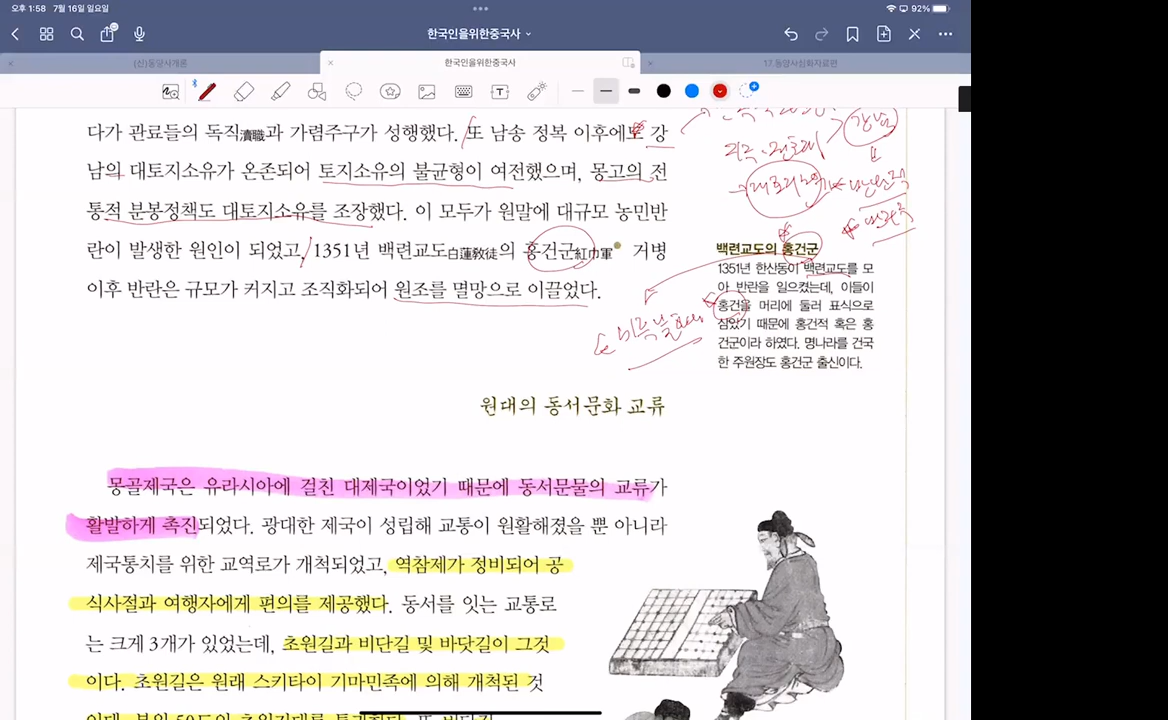 오후 1:58 7월 16일 일요일
92%
한국인을위한중국사
(신)동양사개론
한국인을위한중국사
17.동양사심화자료편
다가 관료들의 독직瀆職과 가렴주구가 성행했다. 또 남송 정복 이후에도 강
남의 대토지소유가 온존되어 토지소유의 불균형이 여전했으며, 몽고의 전
통적 분봉정책도 대토지소유를 조장했다. 이 모두가 원말에 대규모 농민반
란이 발생한 원인이 되었고, 1351년 백련교도白蓮敎徒의 홍건군紅巾軍 거병
이후 반란은 규모가 커지고 조직화되어 원조를 멸망으로 이끌었다.
강남
백련교도의 홍건군
1351년 한산동이 백련교도를 모
아 반란을 일으켰는데, 이들이
홍건을 머리에 둘러 표식으로
삼았기 때문에 홍건적 혹은 홍
건군이라 하였다. 명나라를 건국
한 주원장도 홍건군 출신이다.
원대의 동서문화 교류
몽골제국은 유라시아에 걸친 대제국이었기 때문에 동서문물의 교류가
활발하게 촉진되었다. 광대한 제국이 성립해 교통이 원활해졌을 뿐 아니라
제국통치를 위한 교역로가 개척되었고, 역참제가 정비되어 공
식사절과 여행자에게 편의를 제공했다. 동서를 잇는 교통로
는 크게 3개가 있었는데, 초원길과 비단길 및 바닷길이 그것
이다. 초원길은 원래 스키타이 기마민족에 의해 개척된 것
이데, 북위 50도의 초원지대를 통과한다. 또 비단길